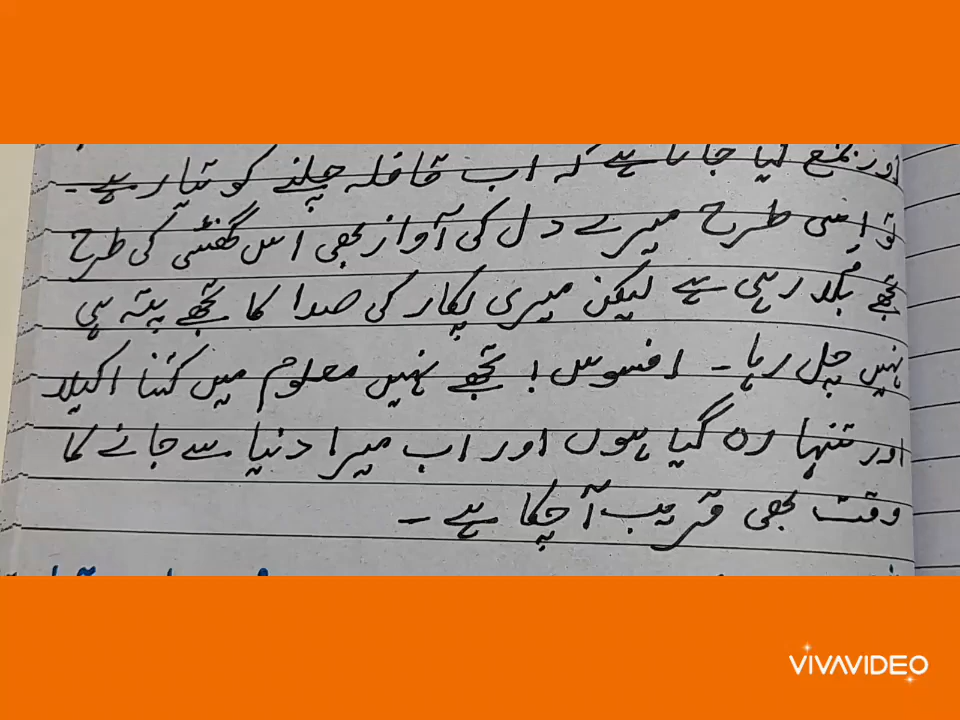 اور جمع کیا جاتا ہے کہ اب قافلہ چلنے کو تیار ہے۔
تو اِسی طرح میرے دل کی آواز بھی اس گھنٹی کی طرح
تجھے بُلا رہی ہے لیکن میری پکار کی صدا کا تجھے پتہ ہی
نہیں چل رہا۔ افسوس! تجھے نہیں معلوم میں کتنا اکیلا
اور تنہا رہ گیا ہوں اور اب میرا دنیا سے جانے کا
وقت بھی قریب آ چکا ہے۔
VIVAVIDEO